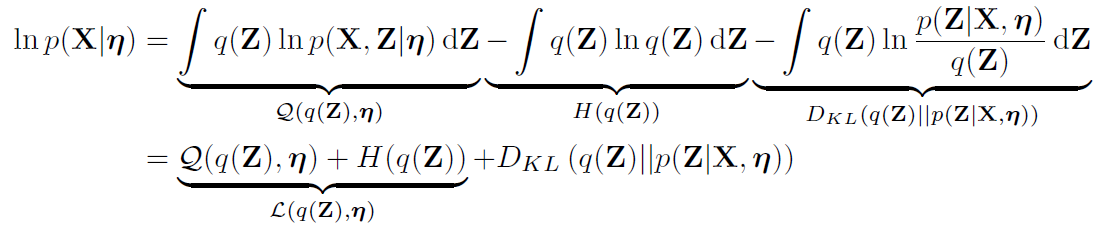 ln p(X|η) = ∫ q(Z) ln p(X, Z|η) dZ − ∫ q(Z) ln q(Z) dZ − ∫ q(Z) ln p(Z|X, η) / q(Z) dZ
Q(q(Z),η) H(q(Z)) D_KL(q(Z)||p(Z|X,η))
= Q(q(Z), η) + H(q(Z)) + D_KL (q(Z)||p(Z|X, η))
L(q(Z),η)